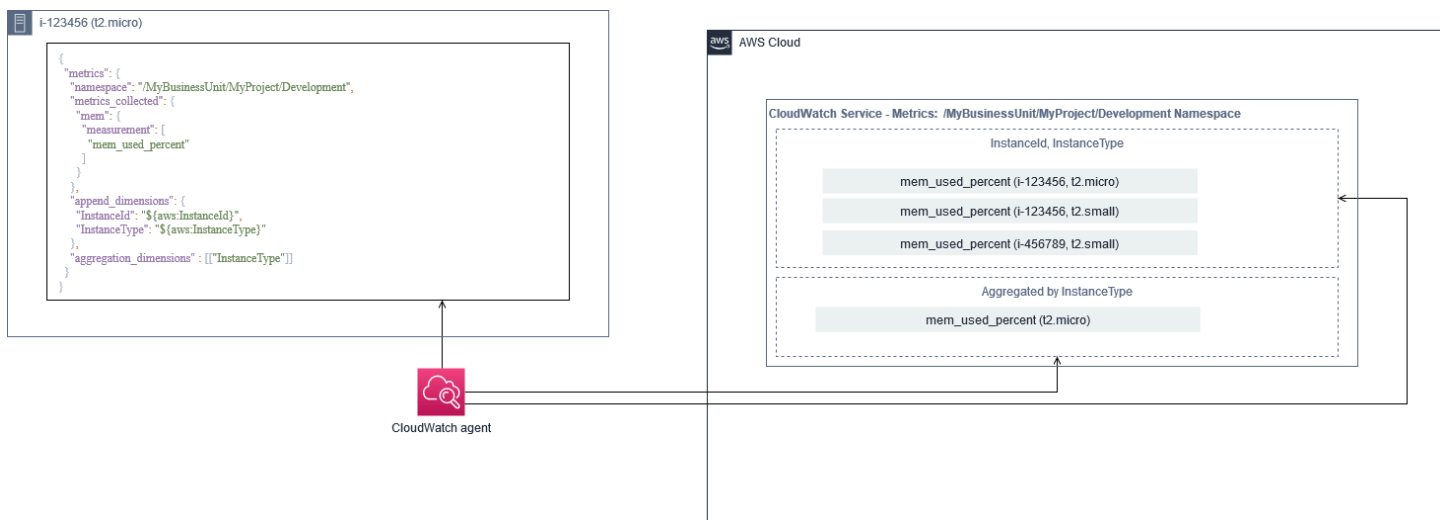 i-123456 (t2.micro)
{
"metrics": {
"namespace": "/MyBusinessUnit/MyProject/Development",
"metrics_collected": {
"mem": {
"measurement": [
"mem_used_percent"
]
}
},
"append_dimensions": {
"InstanceId": "${aws:InstanceId}",
"InstanceType": "${aws:InstanceType}"
},
"aggregation_dimensions" : [["InstanceType"]]
}
}
CloudWatch agent
aws
AWS Cloud
CloudWatch Service - Metrics: /MyBusinessUnit/MyProject/Development Namespace
InstanceId, InstanceType
mem_used_percent (i-123456, t2.micro)
mem_used_percent (i-123456, t2.small)
mem_used_percent (i-456789, t2.small)
Aggregated by InstanceType
mem_used_percent (t2.micro)